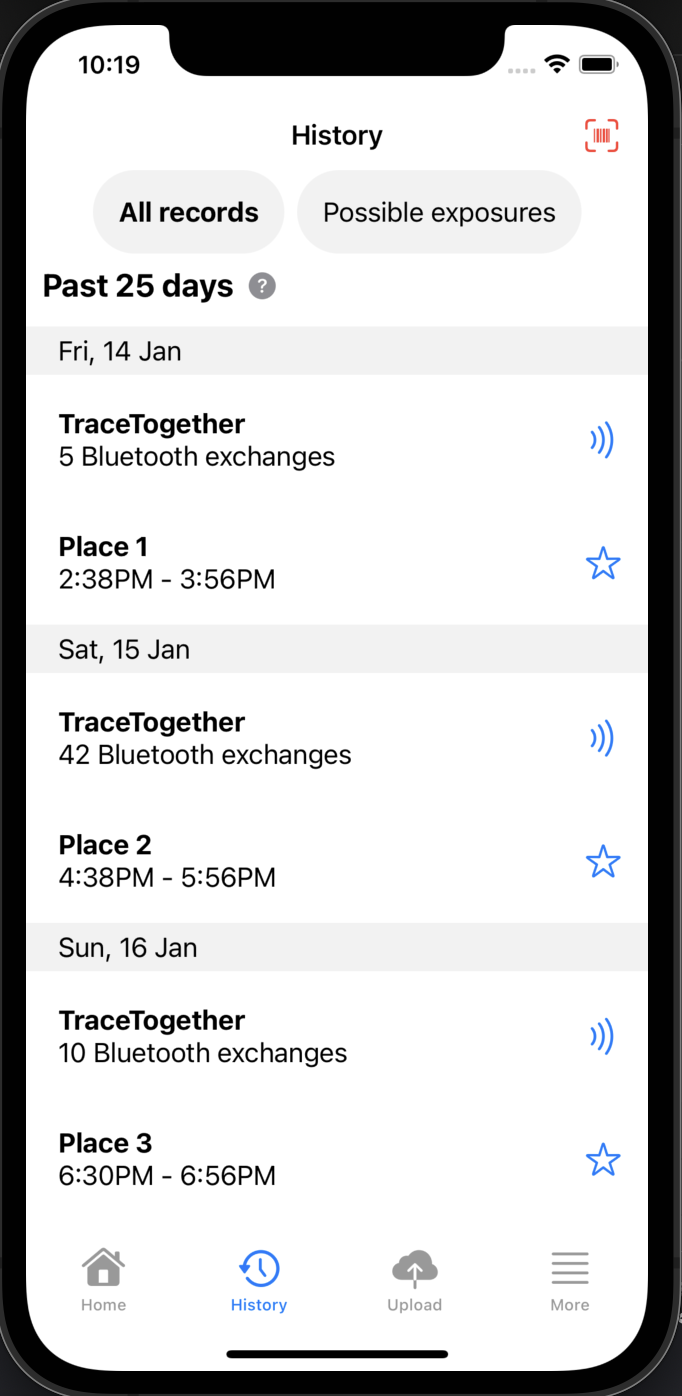 10:19
History
All records
Possible exposures
Past 25 days ?
Fri, 14 Jan
TraceTogether
5 Bluetooth exchanges
Place 1
2:38PM - 3:56PM
Sat, 15 Jan
TraceTogether
42 Bluetooth exchanges
Place 2
4:38PM - 5:56PM
Sun, 16 Jan
TraceTogether
10 Bluetooth exchanges
Place 3
6:30PM - 6:56PM
Home
History
Upload
More